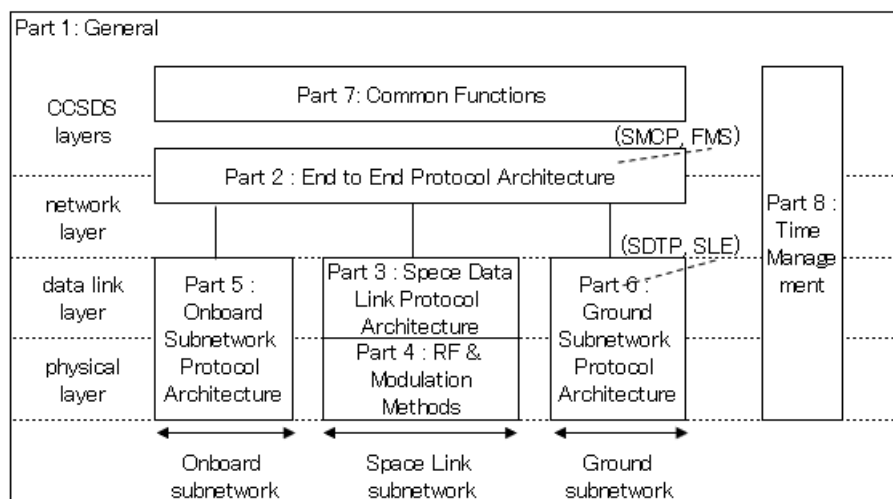 Part 1: General
Part 7: Common Functions
CCSDS
layers
(SMCP, FMS)
Part 2 : End to End Protocol Architecture
network
layer
(SDTP, SLE)
Part 8 :
Time
Manage
ment
data link
layer
Part 5 :
Onboard
Subnetwork
Protocol
Architecture
Part 3 : Spece Data
Link Protocol
Architecture
Part 6 :
Ground
Subnetwork
Protocol
Architecture
physical
layer
Part 4 : RF &
Modulation
Methods
Onboard
subnetwork
Space Link
subnetwork
Ground
subnetwork